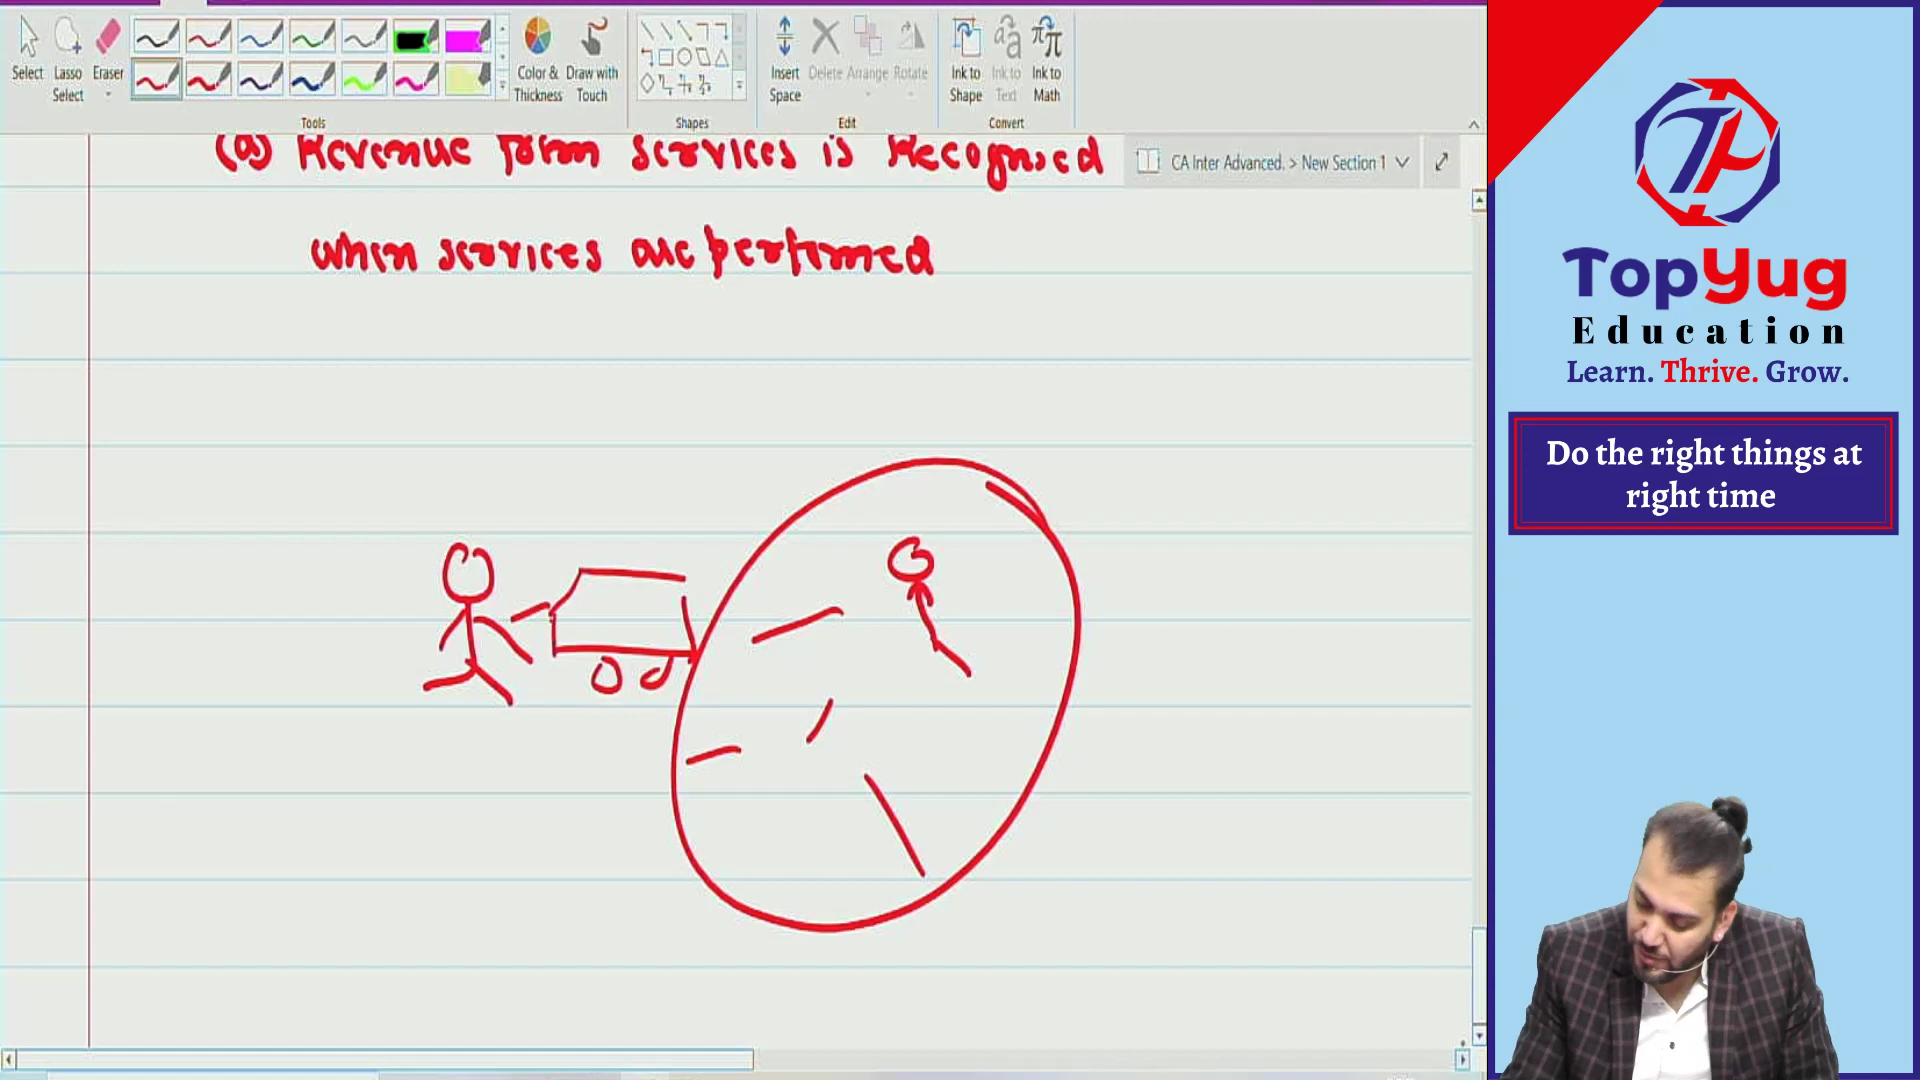 Select
Lasso
Select
Eraser
Color &
Thickness
Draw with
Touch
Insert
Space
Delete
Arrange
Rotate
Ink to
Shape
Ink to
Text
Ink to
Math
Tools
Shapes
Edit
Convert
(a) Revenue form services is Recognised
CA Inter Advanced. > New Section 1
when services are performed
TopYug
Education
Learn. Thrive. Grow.
Do the right things at
right time